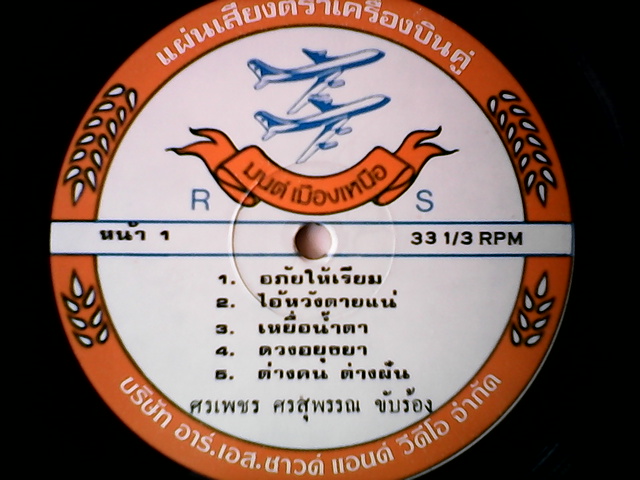 แผ่นเสียงตราเครื่องบินคู่
มนต์เมืองเหนือ
R S
หน้า 1 33 1/3 RPM
1. อภัยให้เรียม
2. ไอ้หวังตายแน่
3. เหยื่อน้ำตา
4. ดวงอยุธยา
5. ต่างคน ต่างฝัน
ศรเพชร ศรสุพรรณ ขับร้อง
บริษัท อาร์.เอส.ซาวด์ แอนด์ วีดีโอ จำกัด